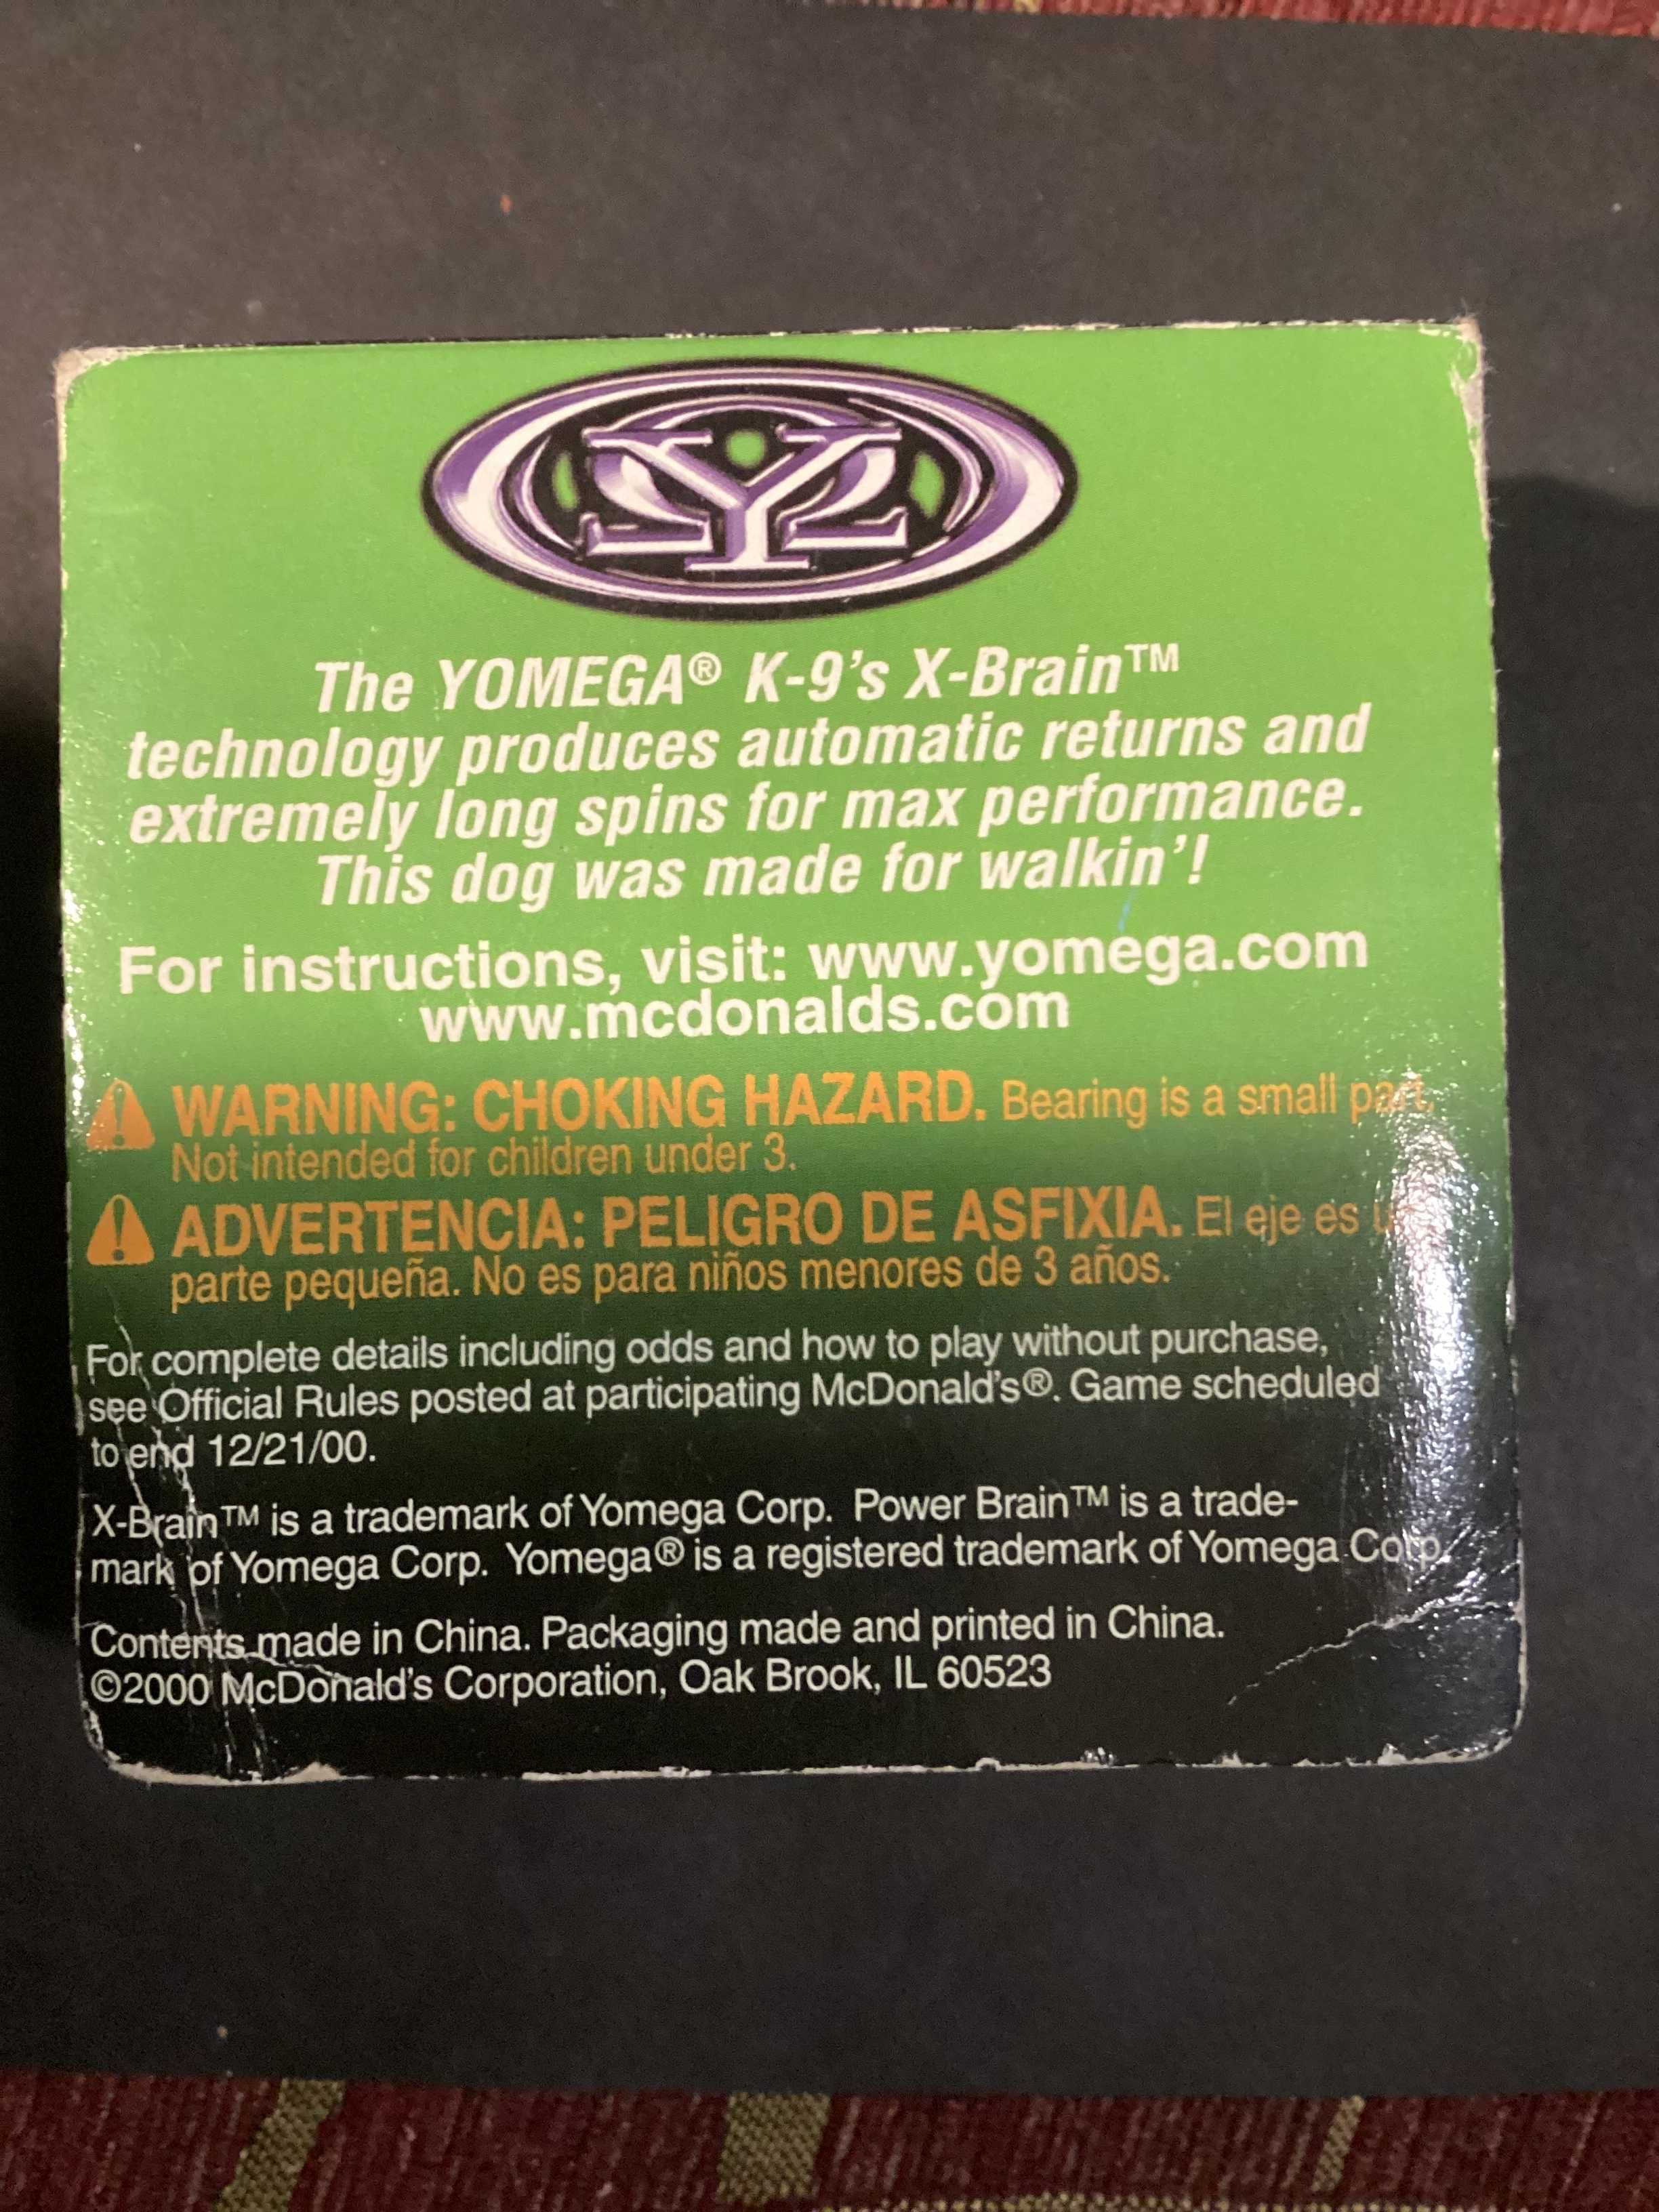 Y
The YOMEGA® K-9's X-Brain™
technology produces automatic returns and
extremely long spins for max performance.
This dog was made for walkin'!
For instructions, visit: www.yomega.com
www.mcdonalds.com
WARNING: CHOKING HAZARD. Bearing is a small part.
Not intended for children under 3.
ADVERTENCIA: PELIGRO DE ASFIXIA. El eje es
parte pequeña. No es para niños menores de 3 años.
For complete details including odds and how to play without purchase,
see Official Rules posted at participating McDonald's®. Game scheduled
to end 12/21/00.
X-Brain™ is a trademark of Yomega Corp. Power Brain™ is a trade-
mark of Yomega Corp. Yomega® is a registered trademark of Yomega Corp.
Contents made in China. Packaging made and printed in China.
©2000 McDonald's Corporation, Oak Brook, IL 60523